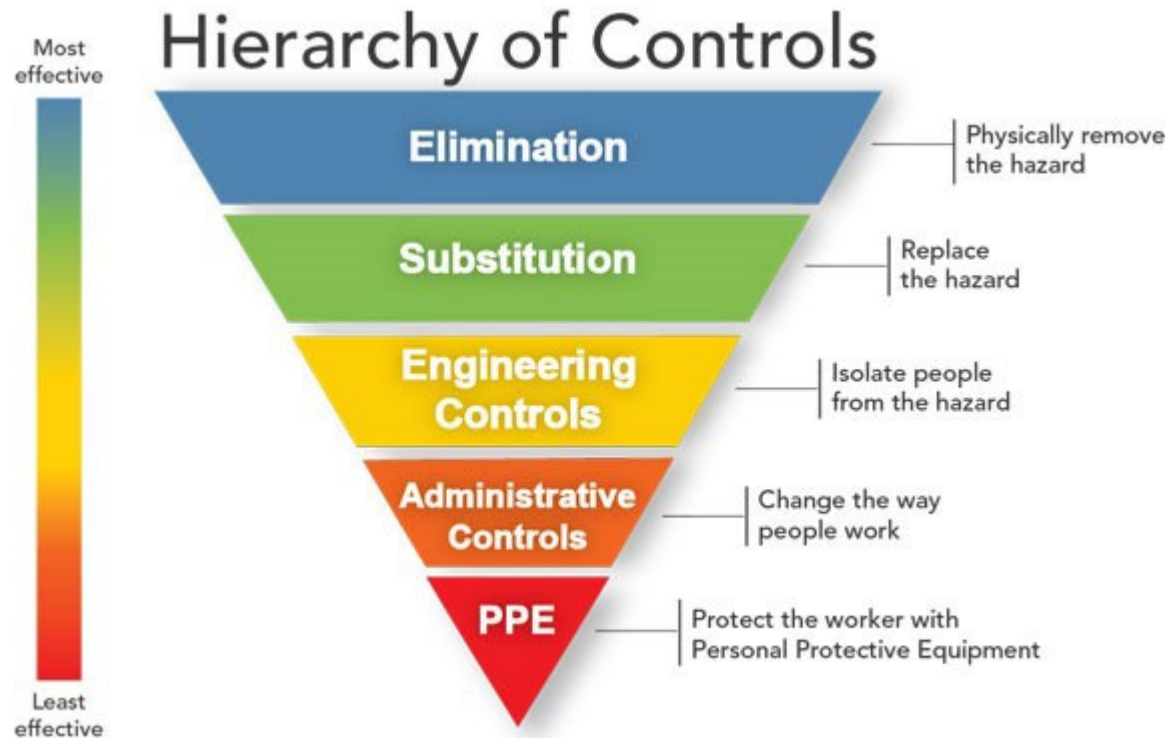 Hierarchy of Controls
Most
effective
Elimination
Physically remove
the hazard
Substitution
Replace
the hazard
Engineering
Controls
Isolate people
from the hazard
Administrative
Controls
Change the way
people work
PPE
Protect the worker with
Personal Protective Equipment
Least
effective